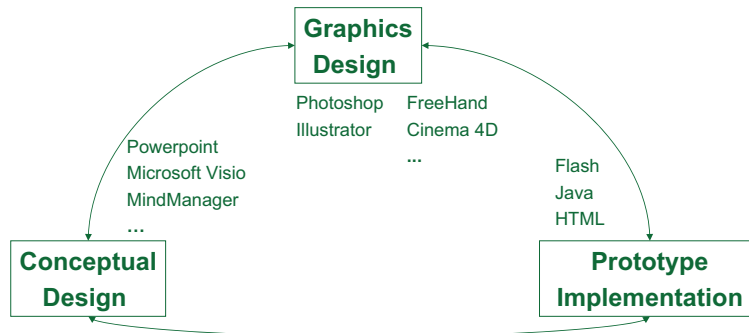 Graphics
Design
Photoshop FreeHand
Illustrator Cinema 4D
...
Powerpoint
Microsoft Visio
MindManager
...
Flash
Java
HTML
Conceptual
Design
Prototype
Implementation